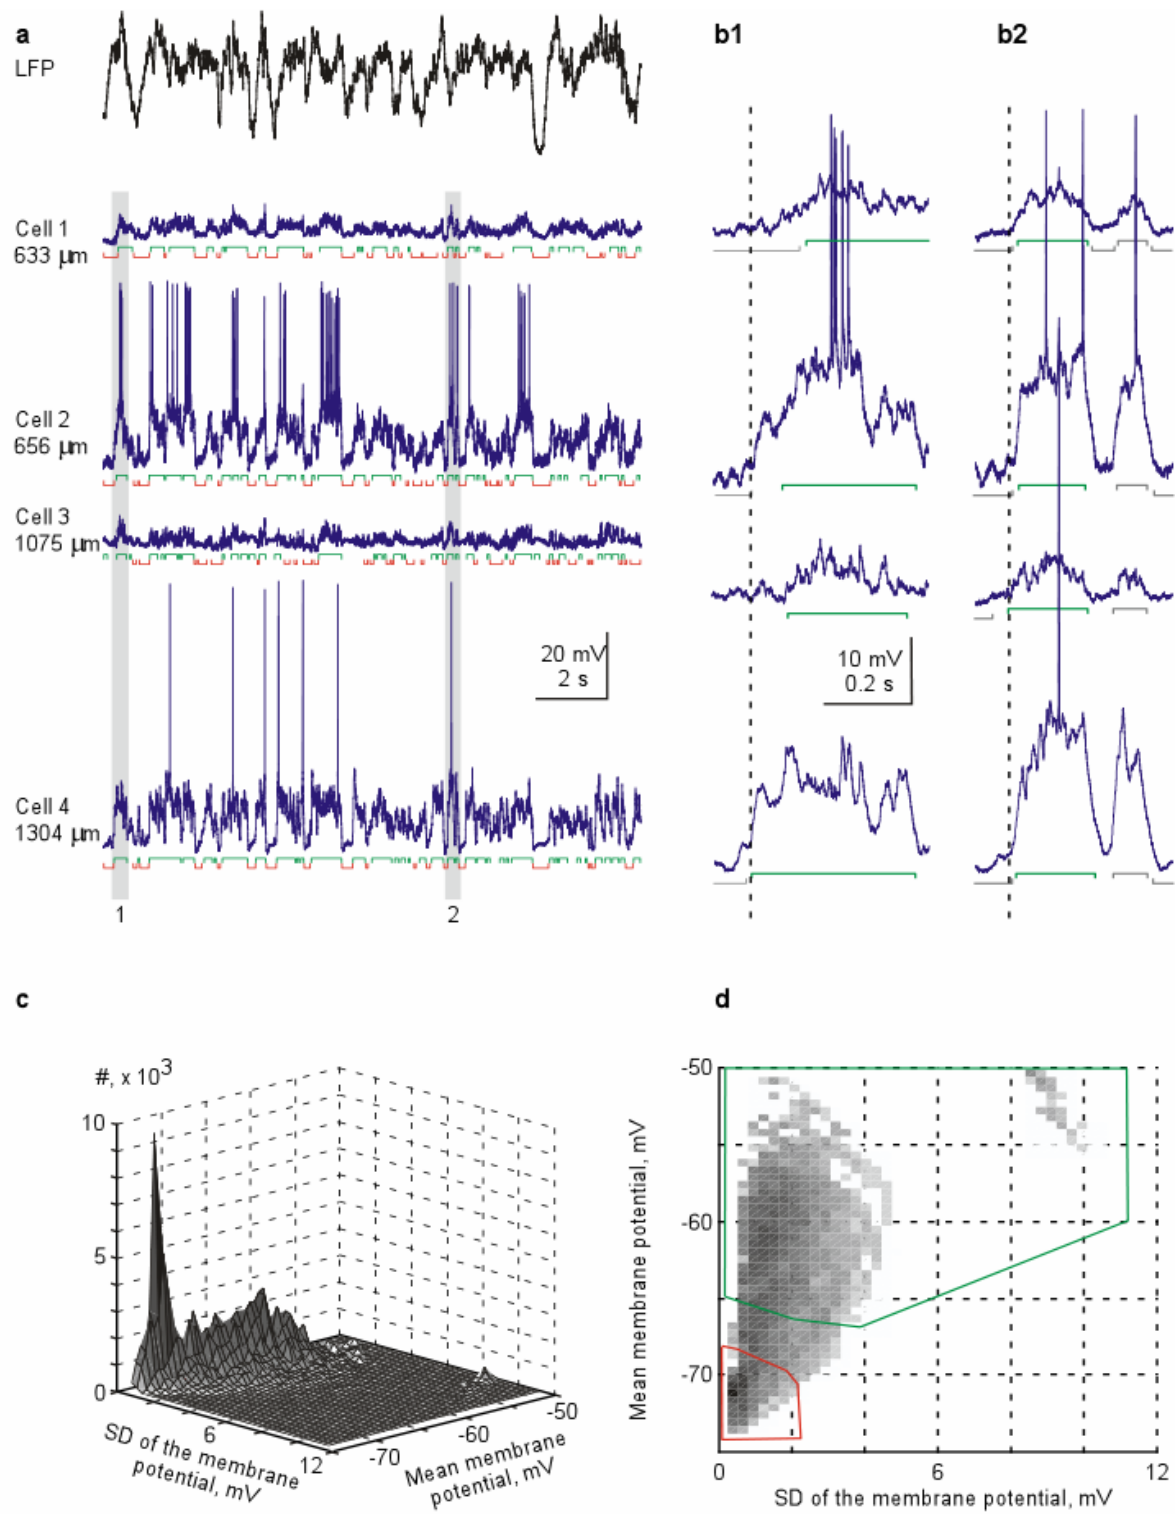 a
LFP
Cell 1
633 µm
Cell 2
656 µm
Cell 3
1075 µm
Cell 4
1304 µm
20 mV
2 s
1
2
b1
b2
10 mV
0.2 s
c
#, x 10³
10
5
0
6
12
SD of the membrane
potential, mV
-70
-60
-50
Mean membrane
potential, mV
d
-50
-60
-70
Mean membrane potential, mV
0
6
12
SD of the membrane potential, mV